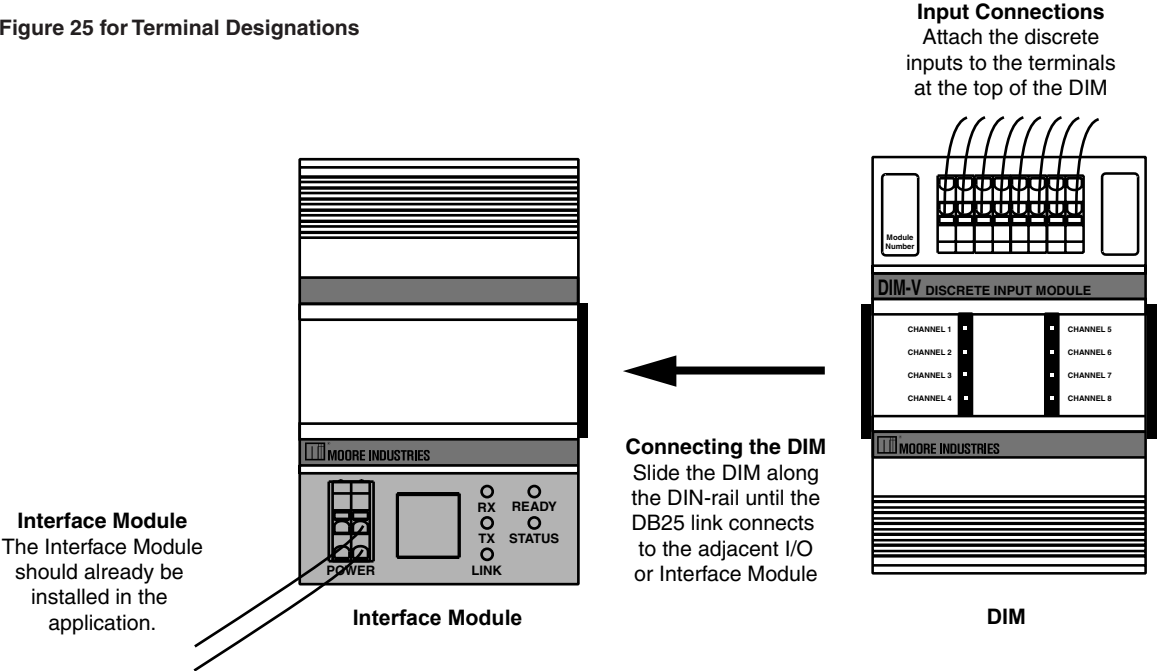 Figure 25 for Terminal Designations
Input Connections
Attach the discrete
inputs to the terminals
at the top of the DIM
Module
Number
DIM-V DISCRETE INPUT MODULE
CHANNEL 1
CHANNEL 2
CHANNEL 3
CHANNEL 4
CHANNEL 5
CHANNEL 6
CHANNEL 7
CHANNEL 8
MOORE INDUSTRIES
DIM
Connecting the DIM
Slide the DIM along
the DIN-rail until the
DB25 link connects
to the adjacent I/O
or Interface Module
MOORE INDUSTRIES
RX
READY
TX
STATUS
POWER
LINK
Interface Module
Interface Module
The Interface Module
should already be
installed in the
application.